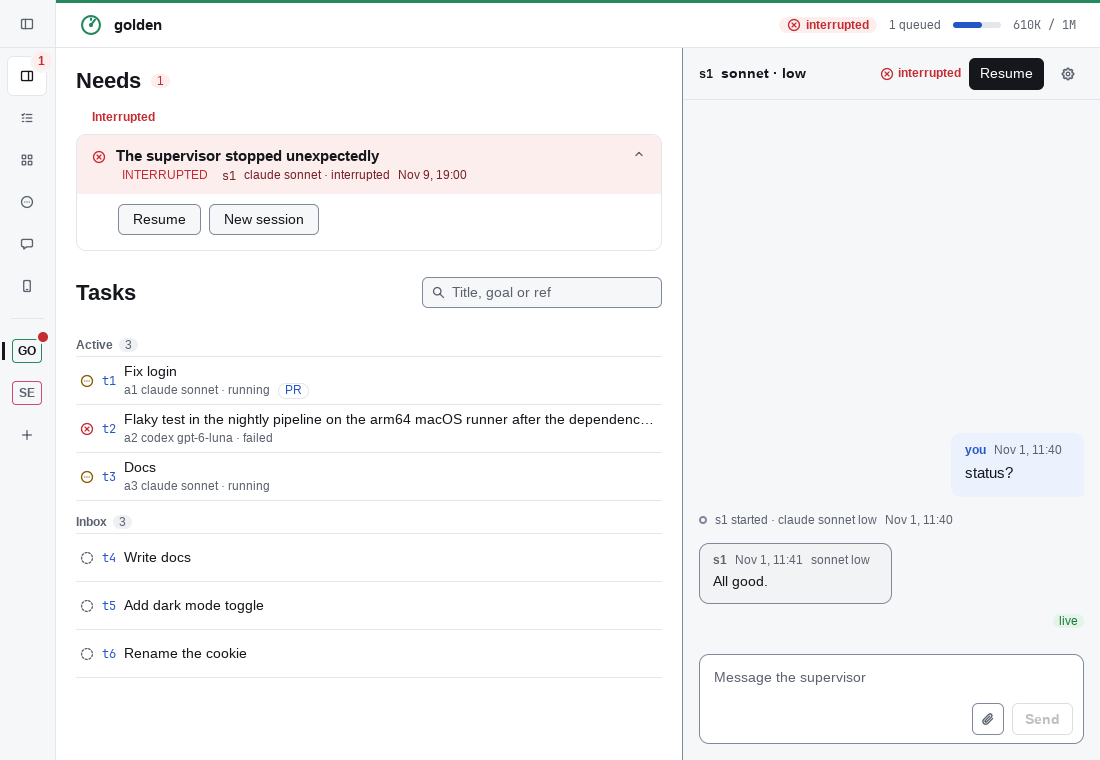 golden
interrupted 1 queued 610K / 1M
1
Needs 1
Interrupted
The supervisor stopped unexpectedly
INTERRUPTED s1 claude sonnet · interrupted Nov 9, 19:00
Resume New session
Tasks
Title, goal or ref
Active 3
t1 Fix login
a1 claude sonnet · running PR
t2 Flaky test in the nightly pipeline on the arm64 macOS runner after the dependenc…
a2 codex gpt-6-luna · failed
t3 Docs
a3 claude sonnet · running
Inbox 3
t4 Write docs
t5 Add dark mode toggle
t6 Rename the cookie
GO
SE
s1 sonnet · low interrupted Resume
you Nov 1, 11:40
status?
s1 started · claude sonnet low Nov 1, 11:40
s1 Nov 1, 11:41 sonnet low
All good.
live
Message the supervisor
Send